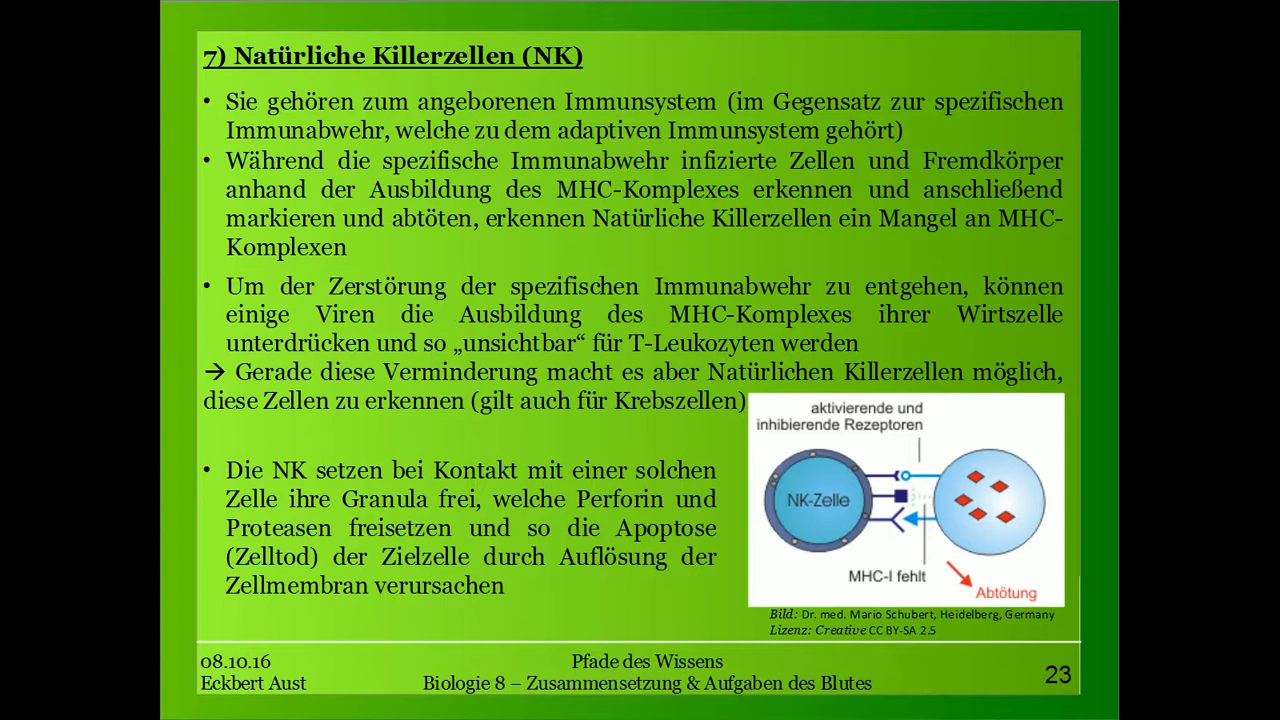 7) Natürliche Killerzellen (NK)
• Sie gehören zum angeborenen Immunsystem (im Gegensatz zur spezifischen
Immunabwehr, welche zu dem adaptiven Immunsystem gehört)
• Während die spezifische Immunabwehr infizierte Zellen und Fremdkörper
anhand der Ausbildung des MHC-Komplexes erkennen und anschließend
markieren und abtöten, erkennen Natürliche Killerzellen ein Mangel an MHC-
Komplexen
• Um der Zerstörung der spezifischen Immunabwehr zu entgehen, können
einige Viren die Ausbildung des MHC-Komplexes ihrer Wirtszelle
unterdrücken und so „unsichtbar“ für T-Leukozyten werden
→ Gerade diese Verminderung macht es aber Natürlichen Killerzellen möglich,
diese Zellen zu erkennen (gilt auch für Krebszellen)
• Die NK setzen bei Kontakt mit einer solchen
Zelle ihre Granula frei, welche Perforin und
Proteasen freisetzen und so die Apoptose
(Zelltod) der Zielzelle durch Auflösung der
Zellmembran verursachen
aktivierende und
inhibierende Rezeptoren
NK-Zelle
MHC-I fehlt
Abtötung
Bild: Dr. med. Mario Schubert, Heidelberg, Germany
Lizenz: Creative CC BY-SA 2.5
08.10.16
Eckbert Aust
Pfade des Wissens
Biologie 8 – Zusammensetzung & Aufgaben des Blutes
23